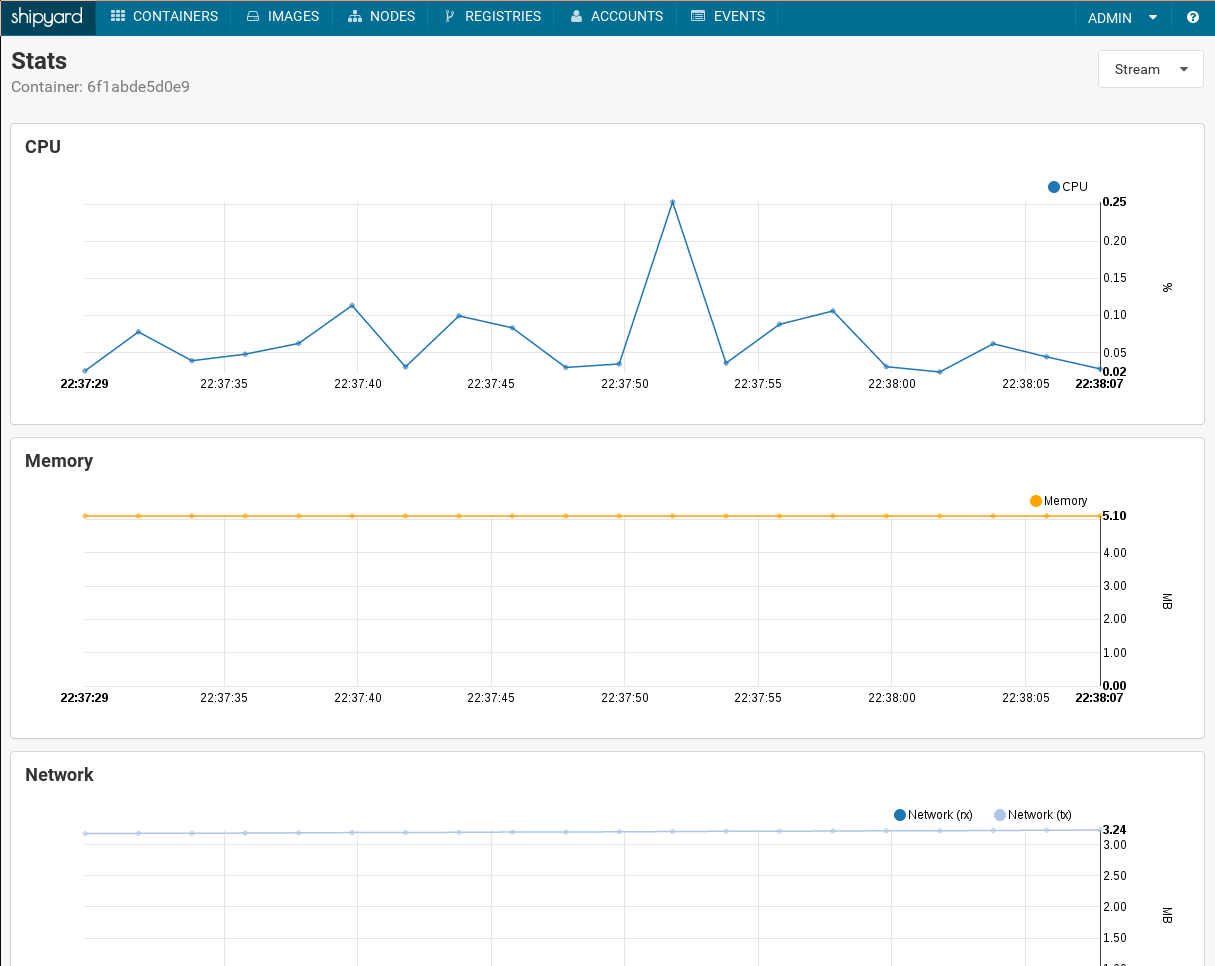 shipyard CONTAINERS IMAGES NODES REGISTRIES ACCOUNTS EVENTS ADMIN ?
Stats
Container: 6f1abde5d0e9
Stream
CPU
CPU
0.25
0.20
0.15
%
0.10
0.05
0.02
22:37:29 22:37:35 22:37:40 22:37:45 22:37:50 22:37:55 22:38:00 22:38:05 22:38:07
Memory
Memory
5.10
4.00
3.00
MB
2.00
1.00
0.00
22:37:29 22:37:35 22:37:40 22:37:45 22:37:50 22:37:55 22:38:00 22:38:05 22:38:07
Network
Network (rx) Network (tx)
3.24
3.00
2.50
2.00
MB
1.50